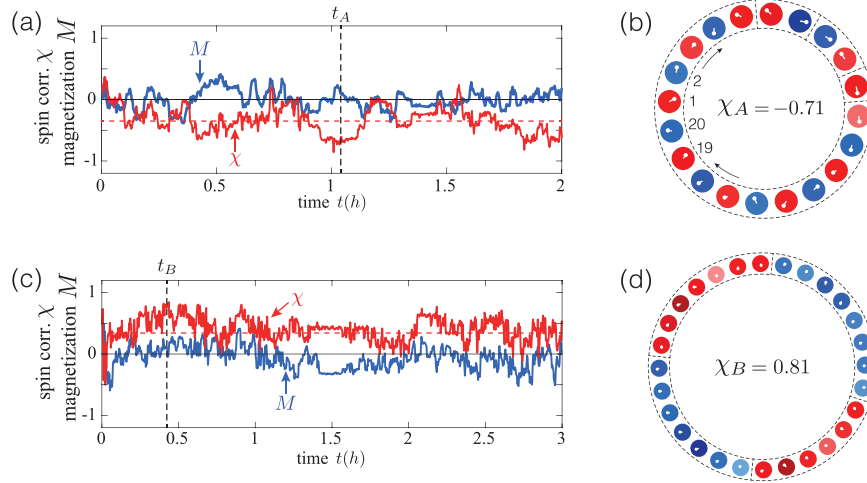 (a)
spin corr. χ
magnetization M
1
0
-1
t_A
M
χ
0
0.5
1
1.5
2
time t(h)
(b)
2
1
20
19
χ_A = −0.71
(c)
spin corr. χ
magnetization M
1
0
-1
t_B
χ
M
0
0.5
1
1.5
2
2.5
3
time t(h)
(d)
χ_B = 0.81